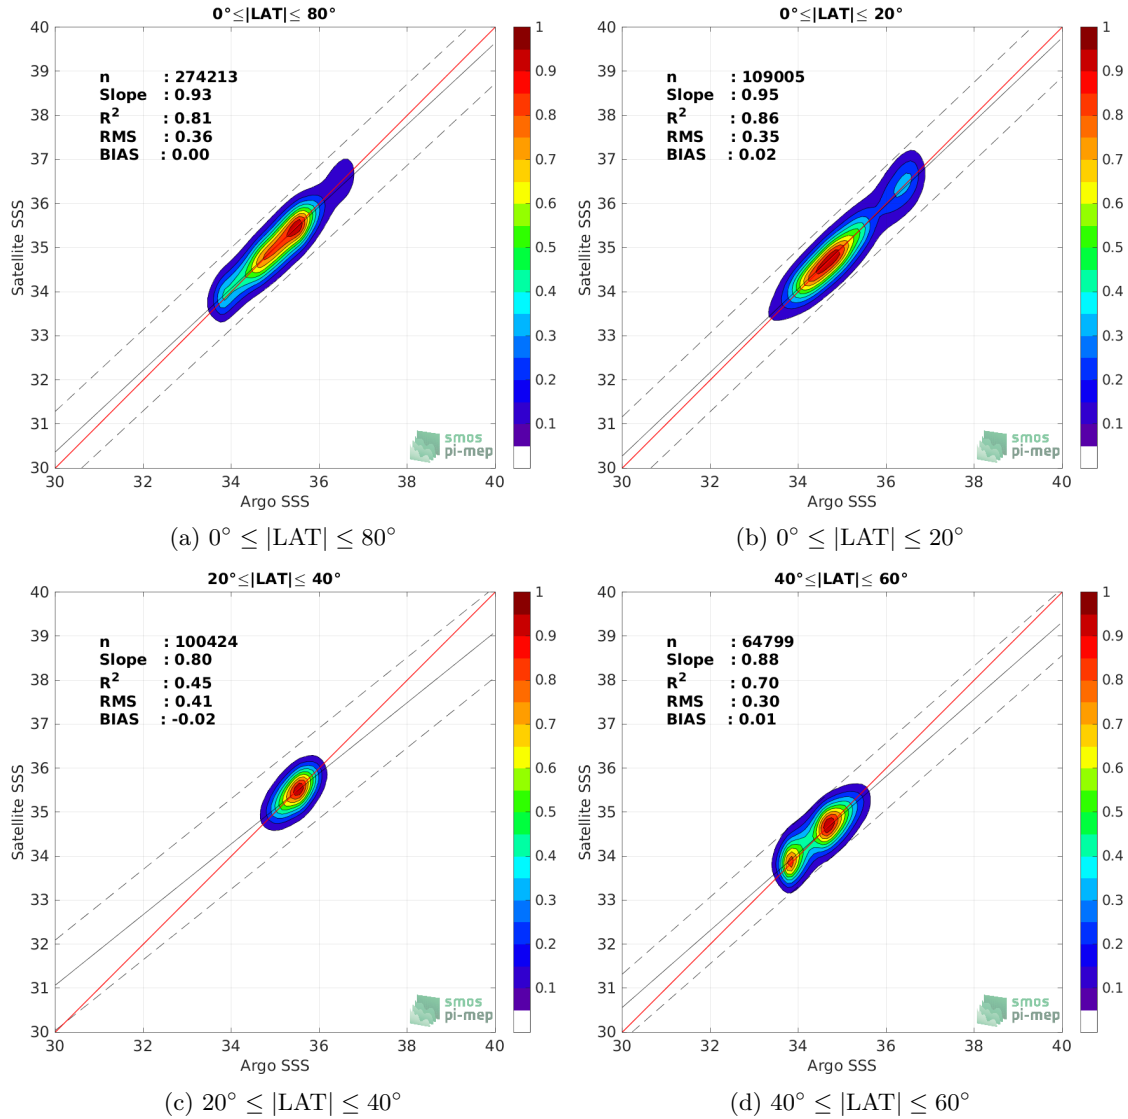 0°≤|LAT|≤ 80°
40
39
38
37
36
35
34
33
32
31
30
Satellite SSS
n : 274213
Slope : 0.93
R² : 0.81
RMS : 0.36
BIAS : 0.00
smos
pi-mep
30 32 34 36 38 40
Argo SSS
1
0.9
0.8
0.7
0.6
0.5
0.4
0.3
0.2
0.1
(a) 0° ≤ |LAT| ≤ 80°
0°≤|LAT|≤ 20°
40
39
38
37
36
35
34
33
32
31
30
Satellite SSS
n : 109005
Slope : 0.95
R² : 0.86
RMS : 0.35
BIAS : 0.02
smos
pi-mep
30 32 34 36 38 40
Argo SSS
1
0.9
0.8
0.7
0.6
0.5
0.4
0.3
0.2
0.1
(b) 0° ≤ |LAT| ≤ 20°
20°≤|LAT|≤ 40°
40
39
38
37
36
35
34
33
32
31
30
Satellite SSS
n : 100424
Slope : 0.80
R² : 0.45
RMS : 0.41
BIAS : -0.02
smos
pi-mep
30 32 34 36 38 40
Argo SSS
1
0.9
0.8
0.7
0.6
0.5
0.4
0.3
0.2
0.1
(c) 20° ≤ |LAT| ≤ 40°
40°≤|LAT|≤ 60°
40
39
38
37
36
35
34
33
32
31
30
Satellite SSS
n : 64799
Slope : 0.88
R² : 0.70
RMS : 0.30
BIAS : 0.01
smos
pi-mep
30 32 34 36 38 40
Argo SSS
1
0.9
0.8
0.7
0.6
0.5
0.4
0.3
0.2
0.1
(d) 40° ≤ |LAT| ≤ 60°